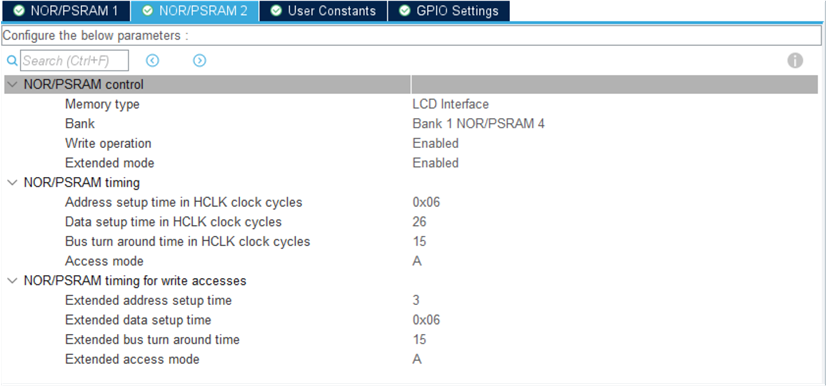 NOR/PSRAM 1 NOR/PSRAM 2 User Constants GPIO Settings
Configure the below parameters :
Search (Ctrl+F)
NOR/PSRAM control
Memory type LCD Interface
Bank Bank 1 NOR/PSRAM 4
Write operation Enabled
Extended mode Enabled
NOR/PSRAM timing
Address setup time in HCLK clock cycles 0x06
Data setup time in HCLK clock cycles 26
Bus turn around time in HCLK clock cycles 15
Access mode A
NOR/PSRAM timing for write accesses
Extended address setup time 3
Extended data setup time 0x06
Extended bus turn around time 15
Extended access mode A